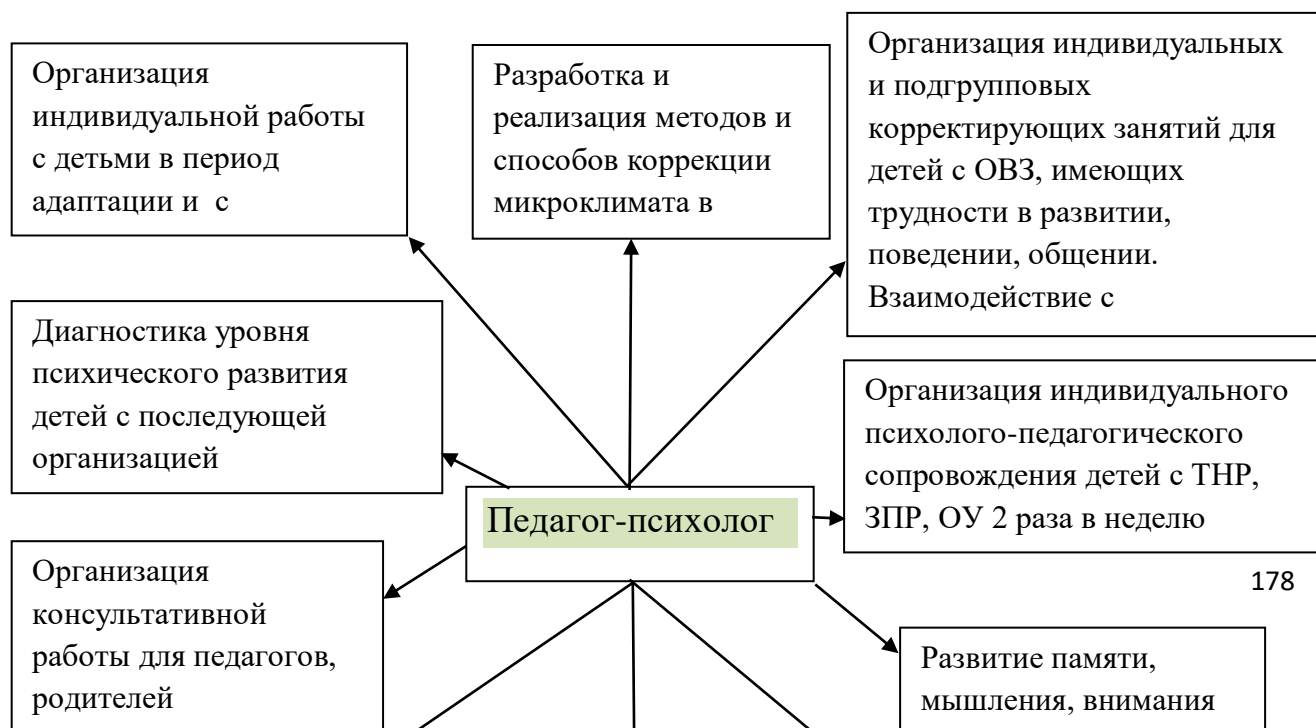 Организация
индивидуальной работы
с детьми в период
адаптации и с
Разработка и
реализация методов и
способов коррекции
микроклимата в
Организация индивидуальных
и подгрупповых
корректирующих занятий для
детей с ОВЗ, имеющих
трудности в развитии,
поведении, общении.
Взаимодействие с
Диагностика уровня
психического развития
детей с последующей
организацией
Организация индивидуального
психолого-педагогического
сопровождения детей с ТНР,
ЗПР, ОУ 2 раза в неделю
Педагог-психолог
Организация
консультативной
работы для педагогов,
родителей
178
Развитие памяти,
мышления, внимания